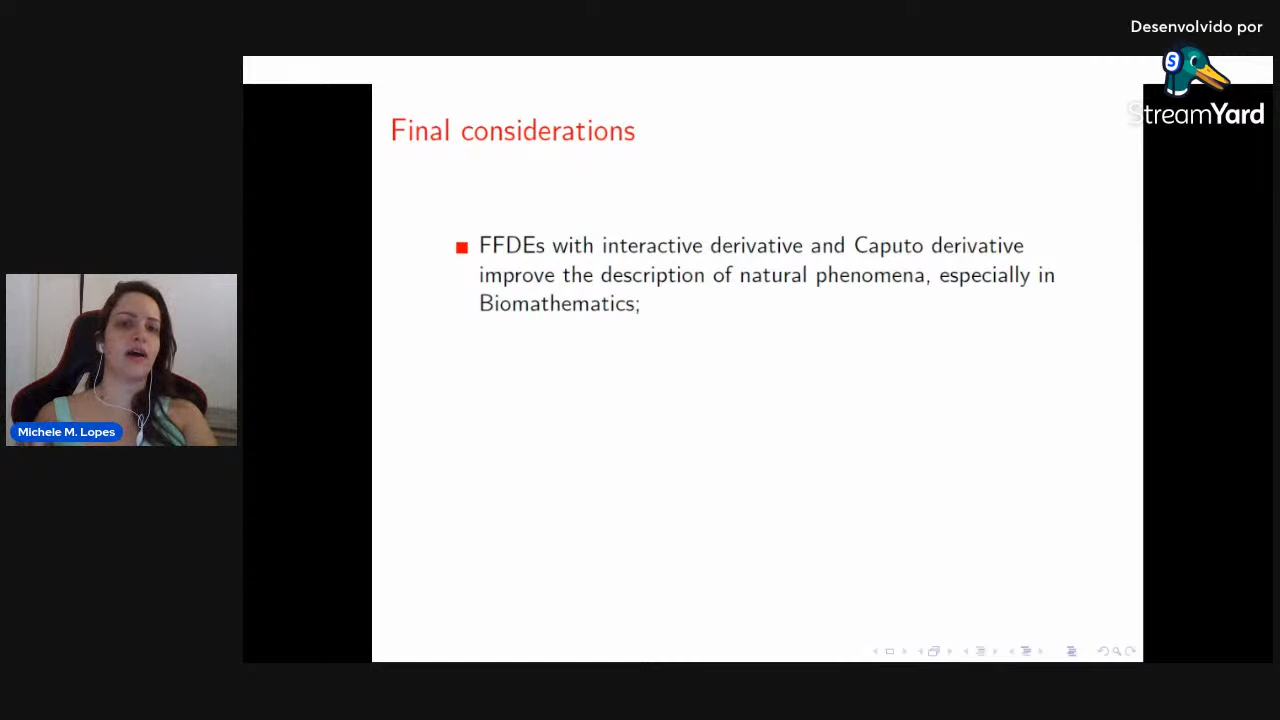 Desenvolvido por
S
StreamYard
Final considerations
FFDEs with interactive derivative and Caputo derivative
improve the description of natural phenomena, especially in
Biomathematics;
Michele M. Lopes